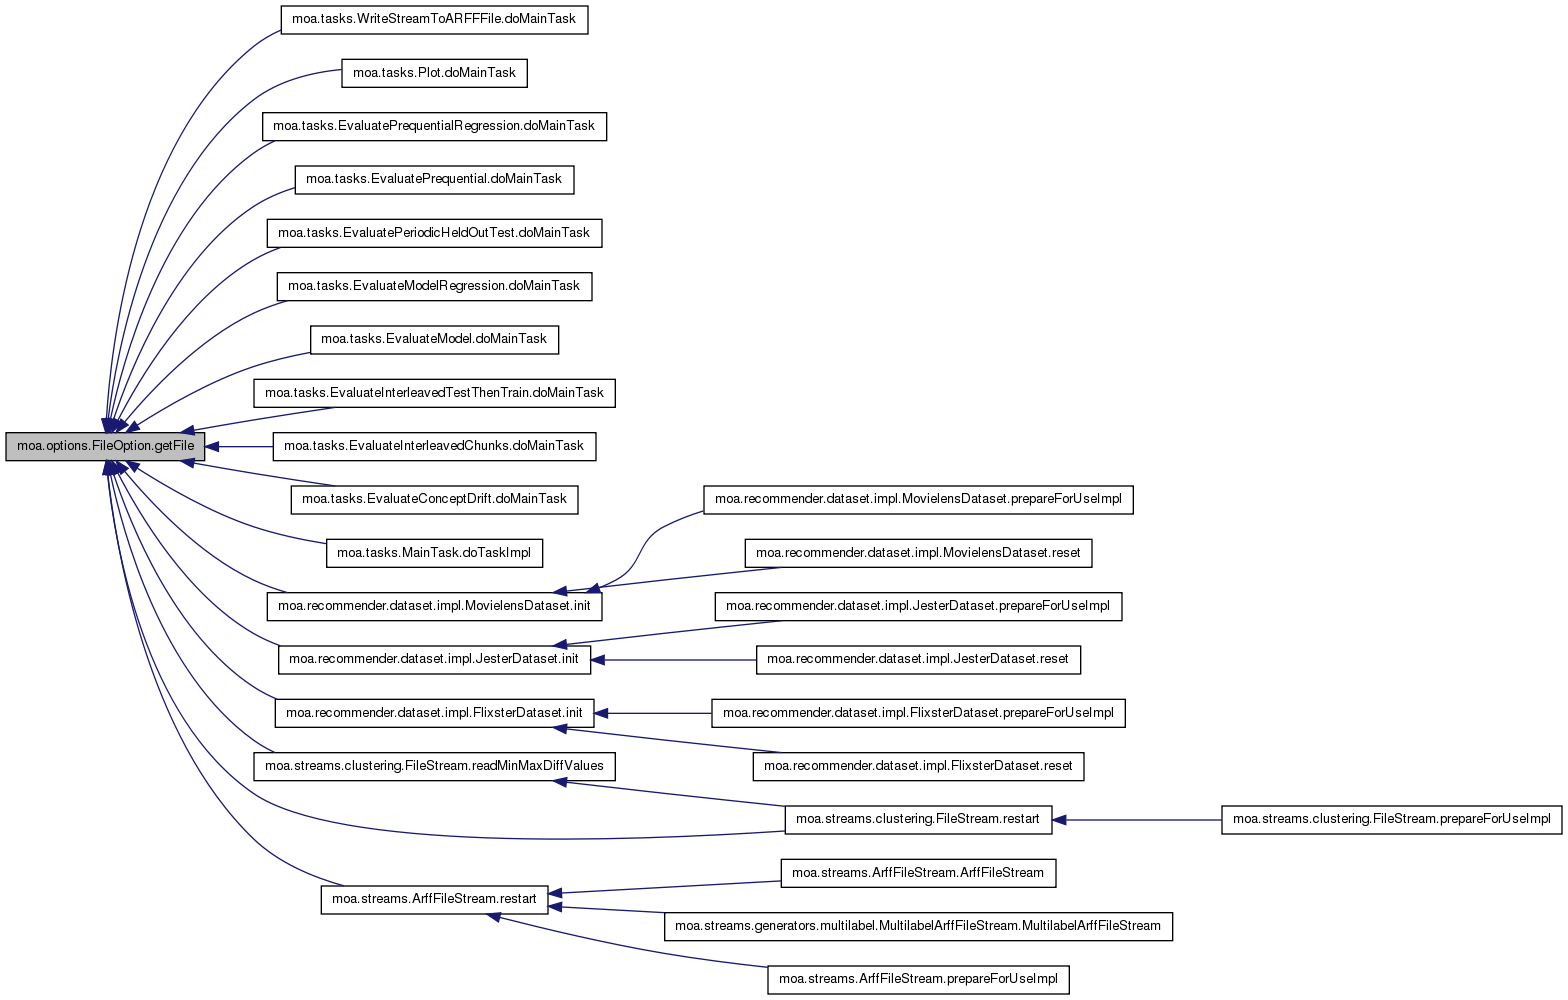 moa.tasks.WriteStreamToARFFFile.doMainTask
moa.tasks.Plot.doMainTask
moa.tasks.EvaluatePrequentialRegression.doMainTask
moa.tasks.EvaluatePrequential.doMainTask
moa.tasks.EvaluatePeriodicHeldOutTest.doMainTask
moa.tasks.EvaluateModelRegression.doMainTask
moa.tasks.EvaluateModel.doMainTask
moa.tasks.EvaluateInterleavedTestThenTrain.doMainTask
moa.options.FileOption.getFile
moa.tasks.EvaluateInterleavedChunks.doMainTask
moa.tasks.EvaluateConceptDrift.doMainTask
moa.recommender.dataset.impl.MovielensDataset.prepareForUseImpl
moa.tasks.MainTask.doTaskImpl
moa.recommender.dataset.impl.MovielensDataset.reset
moa.recommender.dataset.impl.MovielensDataset.init
moa.recommender.dataset.impl.JesterDataset.prepareForUseImpl
moa.recommender.dataset.impl.JesterDataset.init
moa.recommender.dataset.impl.JesterDataset.reset
moa.recommender.dataset.impl.FlixsterDataset.init
moa.recommender.dataset.impl.FlixsterDataset.prepareForUseImpl
moa.streams.clustering.FileStream.readMinMaxDiffValues
moa.recommender.dataset.impl.FlixsterDataset.reset
moa.streams.clustering.FileStream.restart
moa.streams.clustering.FileStream.prepareForUseImpl
moa.streams.ArffFileStream.ArffFileStream
moa.streams.ArffFileStream.restart
moa.streams.generators.multilabel.MultilabelArffFileStream.MultilabelArffFileStream
moa.streams.ArffFileStream.prepareForUseImpl